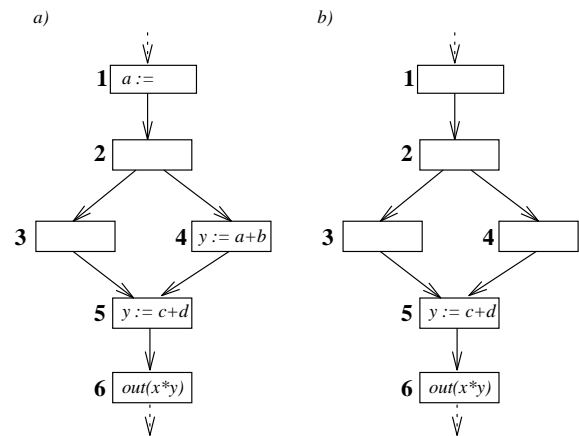 a)
1 a :=
2
3
4 y := a+b
5 y := c+d
6 out(x*y)
b)
1
2
3
4
5 y := c+d
6 out(x*y)